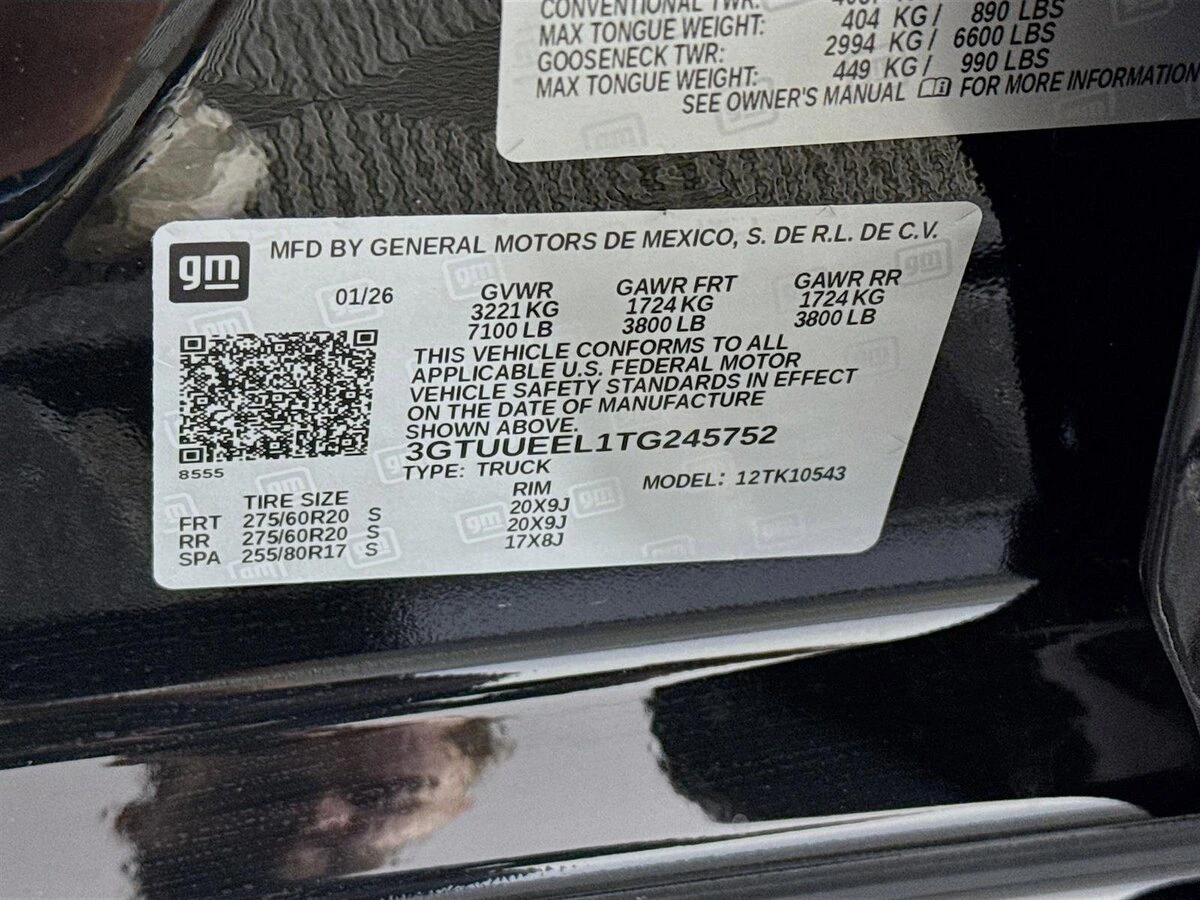 CONVENTIONAL TWR:
MAX TONGUE WEIGHT: 404 KG / 890 LBS
GOOSENECK TWR: 2994 KG / 6600 LBS
MAX TONGUE WEIGHT: 449 KG / 990 LBS
SEE OWNER'S MANUAL FOR MORE INFORMATION
gm
MFD BY GENERAL MOTORS DE MEXICO, S. DE R.L. DE C.V.
01/26
GVWR GAWR FRT GAWR RR
3221 KG 1724 KG 1724 KG
7100 LB 3800 LB 3800 LB
THIS VEHICLE CONFORMS TO ALL
APPLICABLE U.S. FEDERAL MOTOR
VEHICLE SAFETY STANDARDS IN EFFECT
ON THE DATE OF MANUFACTURE
SHOWN ABOVE.
3GTUUEEL1TG245752
8555
TYPE: TRUCK MODEL: 12TK10543
TIRE SIZE RIM
FRT 275/60R20 S 20X9J
RR 275/60R20 S 20X9J
SPA 255/80R17 S 17X8J